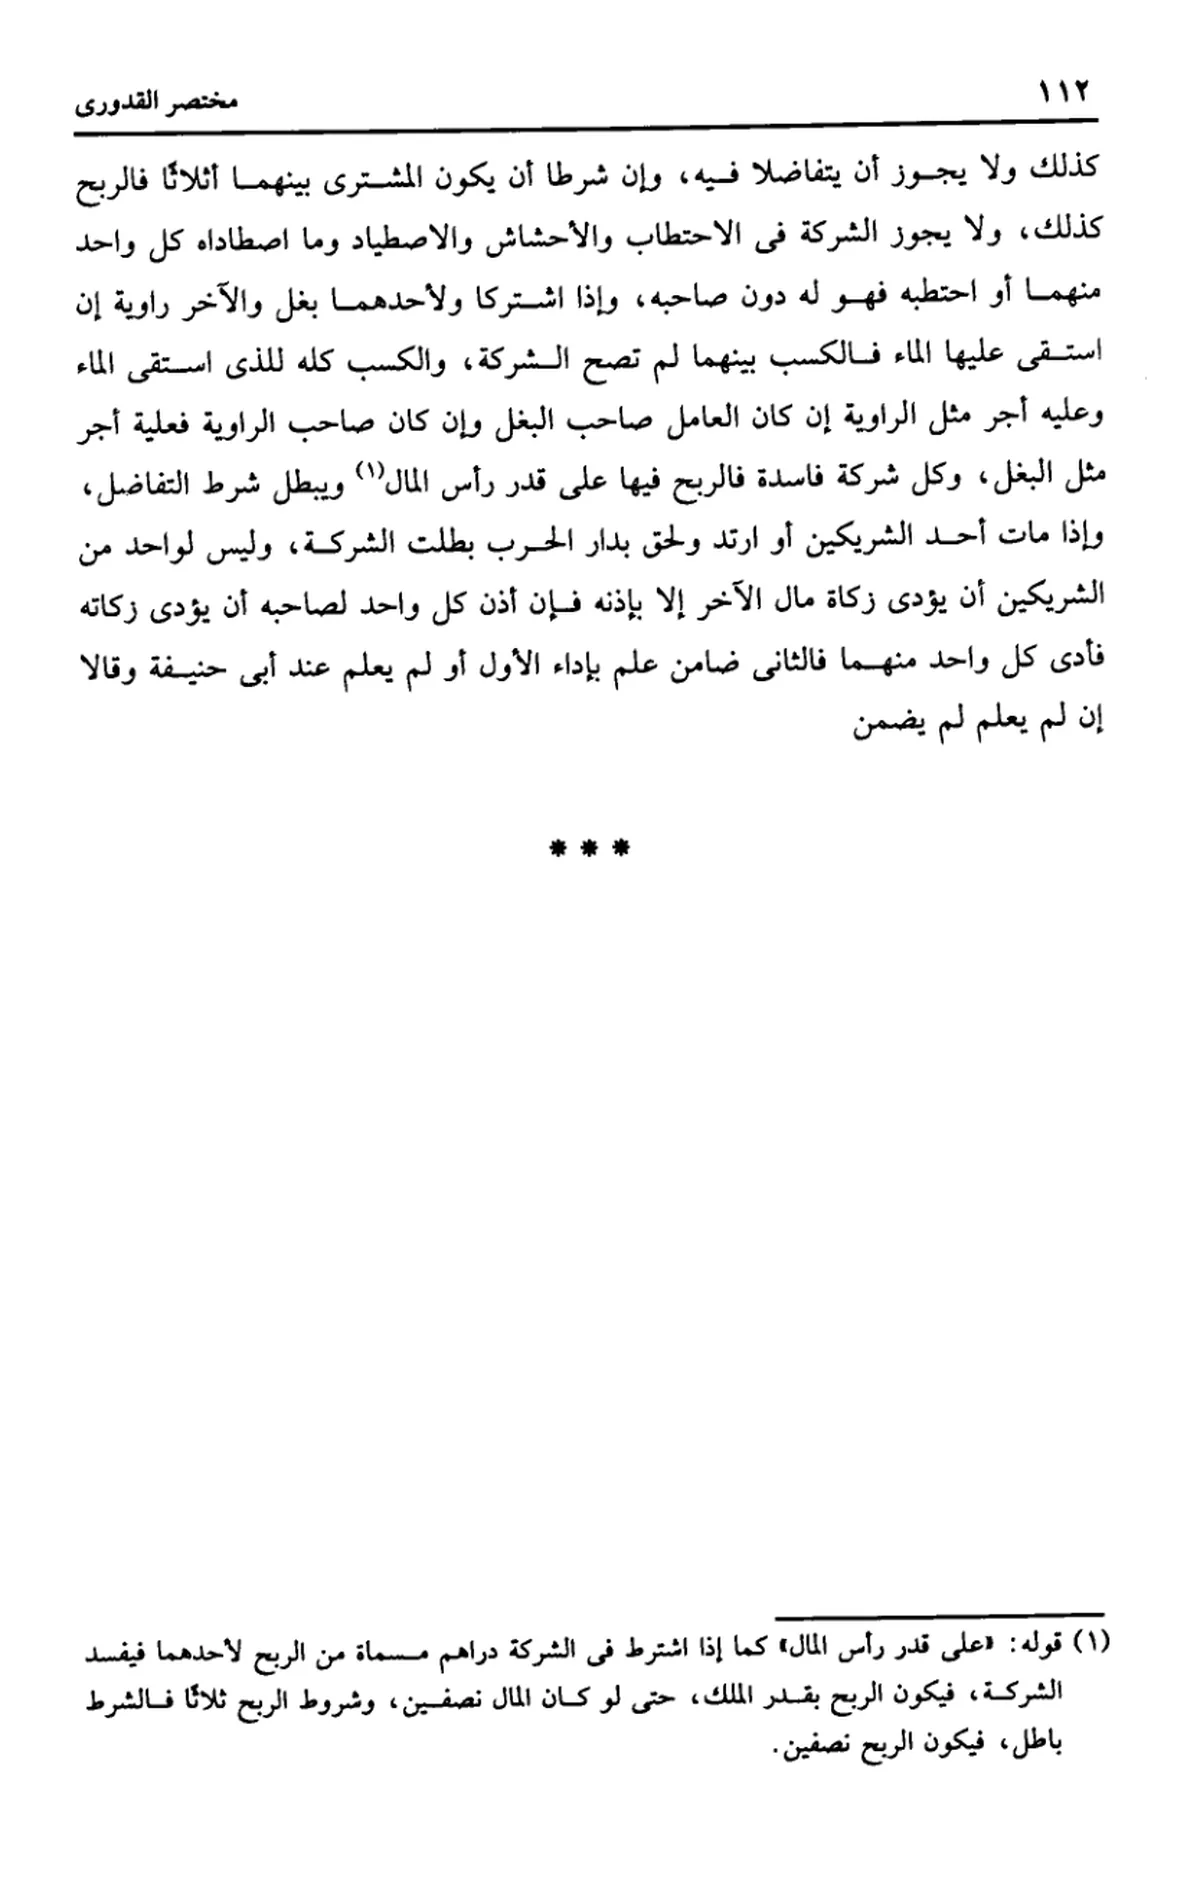 ١١٢
مختصر القدورى
كذلك ولا يجوز أن يتفاضلا فيه، وإن شرطا أن يكون المشترى بينهما أثلاثًا فالربح
كذلك، ولا يجوز الشركة فى الاحتطاب والأحشاش والاصطياد وما اصطاداه كل واحد
منهما أو احتطبه فهو له دون صاحبه، وإذا اشتركا ولأحدهما بغل والآخر راوية إن
استقى عليها الماء فالكسب بينهما لم تصح الشركة، والكسب كله للذى استقى الماء
وعليه أجر مثل الراوية إن كان العامل صاحب البغل وإن كان صاحب الراوية فعلية أجر
مثل البغل، وكل شركة فاسدة فالربح فيها على قدر رأس المال(١) ويبطل شرط التفاضل،
وإذا مات أحد الشريكين أو ارتد ولحق بدار الحرب بطلت الشركة، وليس لواحد من
الشريكين أن يؤدى زكاة مال الآخر إلا بإذنه فإن أذن كل واحد لصاحبه أن يؤدى زكاته
فأدى كل واحد منهما فالثانى ضامن علم بإداء الأول أو لم يعلم عند أبى حنيفة وقالا
إن لم يعلم لم يضمن
* * *
(١) قوله: «على قدر رأس المال» كما إذا اشترط فى الشركة دراهم مسماة من الربح لأحدهما فيفسد
الشركة، فيكون الربح بقدر الملك، حتى لو كان المال نصفين، وشروط الربح ثلاثًا فالشرط
باطل، فيكون الربح نصفين.